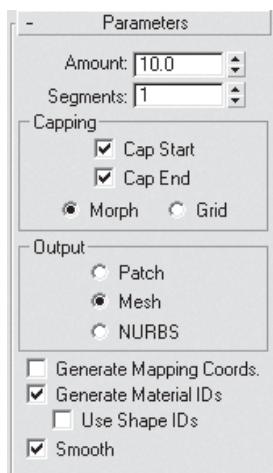 - Parameters
Amount: 10.0
Segments: 1
Capping
Cap Start
Cap End
Morph Grid
Output
Patch
Mesh
NURBS
Generate Mapping Coords.
Generate Material IDs
Use Shape IDs
Smooth